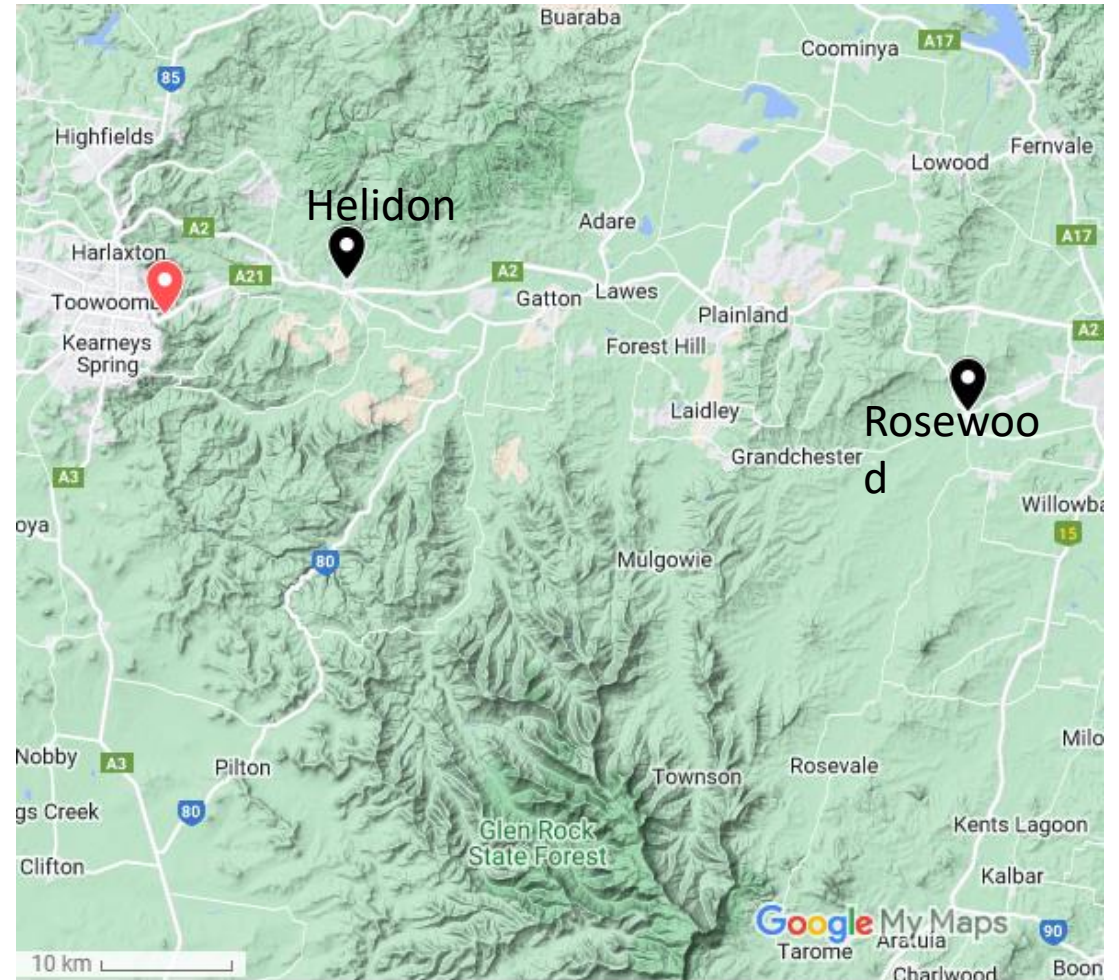 Buaraba
Coominya
A17
85
Highfields
Fernvale
Lowood
Helidon
Adare
A2
A17
Harlaxton
A21
A2
Gatton
Lawes
Toowoom
Plainland
A2
Kearneys
Spring
Forest Hill
Laidley
Rosewoo
d
Grandchester
A3
Willowba
oya
15
80
Mulgowie
Nobby
A3
Pilton
Townson
Rosevale
Milo
gs Creek
80
Glen Rock
State Forest
Kents Lagoon
Clifton
Kalbar
Google My Maps
90
Tarome
Aratula
10 km
Charlwood
Boon